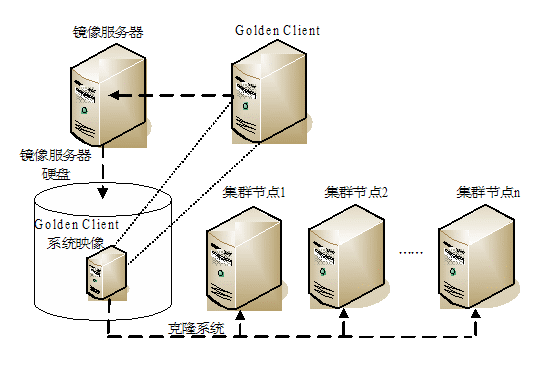 镜像服务器
Golden Client
镜像服务器
硬盘
Golden Client
系统映像
集群节点1
集群节点2
集群节点n
……
克隆系统